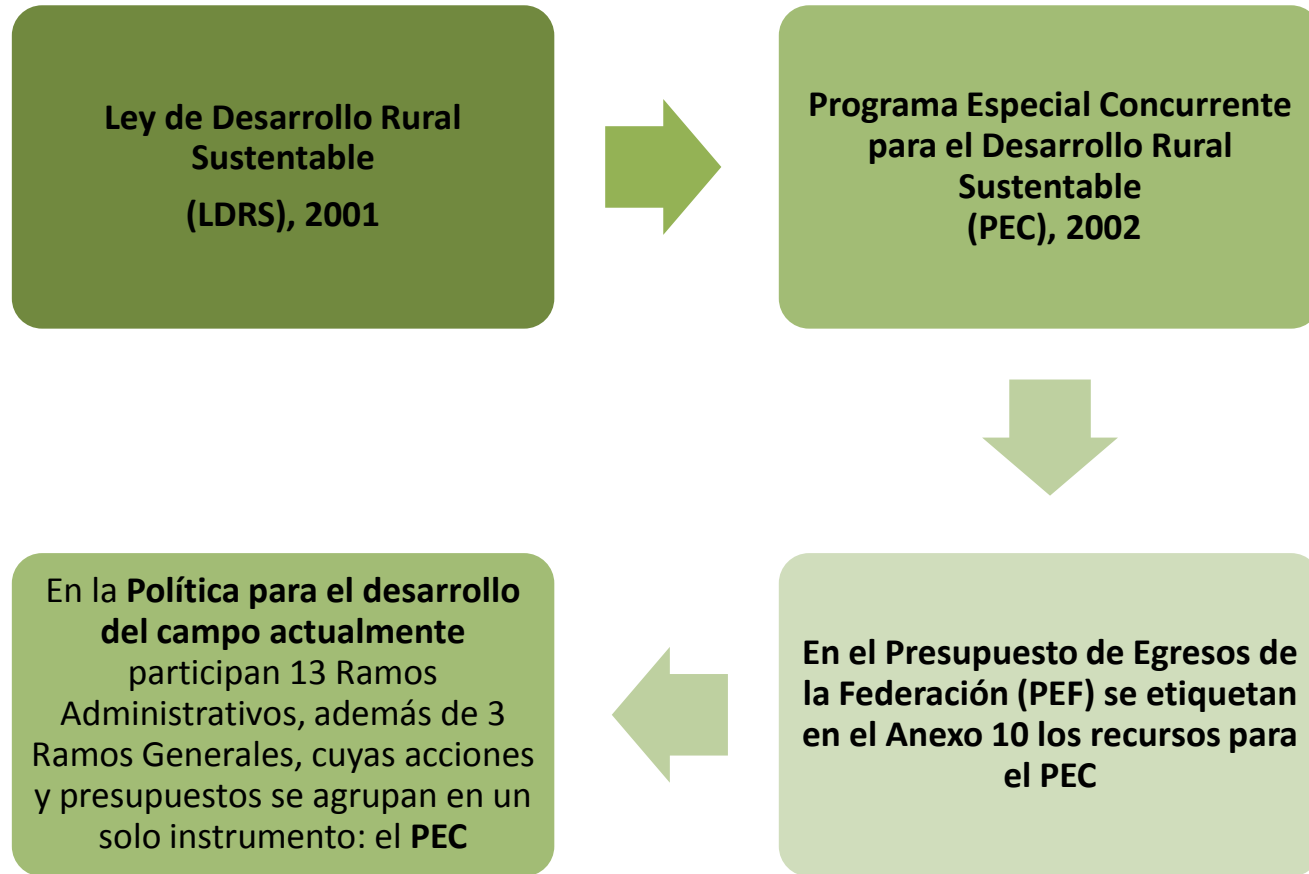 Ley de Desarrollo Rural
Sustentable
(LDRS), 2001
Programa Especial Concurrente
para el Desarrollo Rural
Sustentable
(PEC), 2002
En el Presupuesto de Egresos de
la Federación (PEF) se etiquetan
en el Anexo 10 los recursos para
el PEC
En la Política para el desarrollo
del campo actualmente
participan 13 Ramos
Administrativos, además de 3
Ramos Generales, cuyas acciones
y presupuestos se agrupan en un
solo instrumento: el PEC